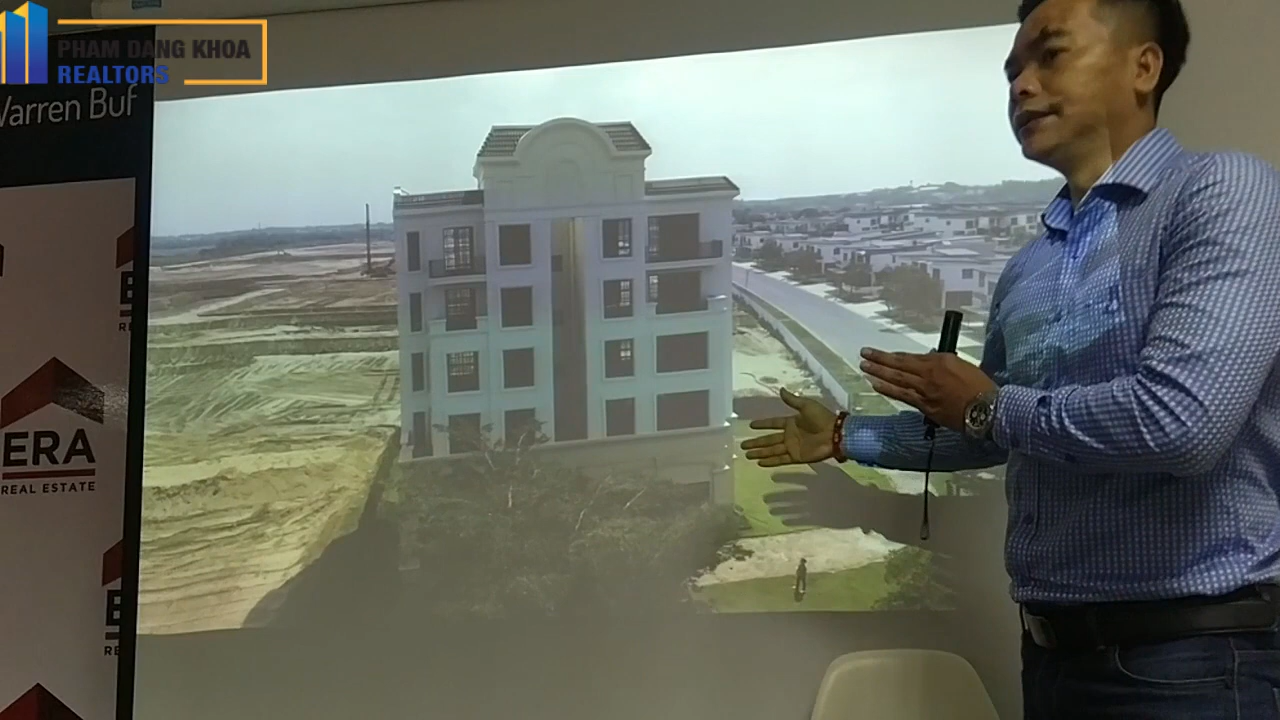 PHAM DANG KHOA
REALTORS
Warren Buf
ERA
REAL ESTATE